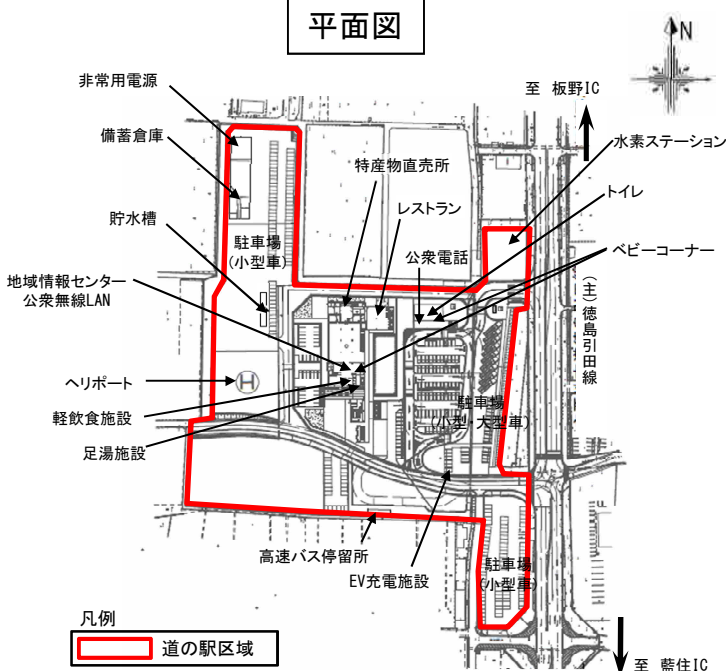 平面図
N
非常用電源
至 板野IC
備蓄倉庫
水素ステーション
特産物直売所
トイレ
レストラン
貯水槽
駐車場
(小型車)
公衆電話
ベビーコーナー
地域情報センター
公衆無線LAN
(主)徳島引田線
ヘリポート
H
軽飲食施設
駐車場
(小型・大型車)
足湯施設
高速バス停留所
EV充電施設
駐車場
(小型車)
凡例
道の駅区域
至 藍住IC